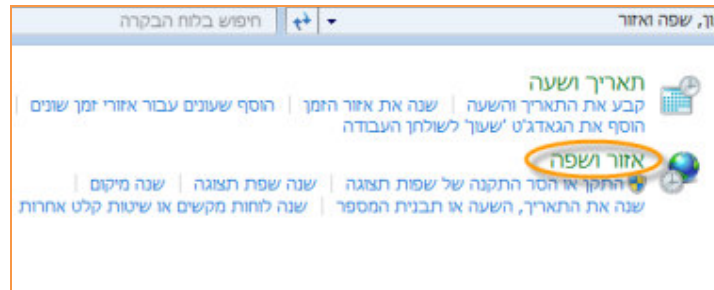 ון, שפה ואזור
חיפוש בלוח הבקרה
תאריך ושעה
קבע את התאריך והשעה | שנה את אזור הזמן | הוסף שעונים עבור אזורי זמן שונים
הוסף את הגאדג'ט 'שעון' לשולחן העבודה
אזור ושפה
התקן או הסר התקנה של שפות תצוגה | שנה שפת תצוגה | שנה מיקום
שנה את התאריך, השעה או תבנית המספר | שנה לוחות מקשים או שיטות קלט אחרות